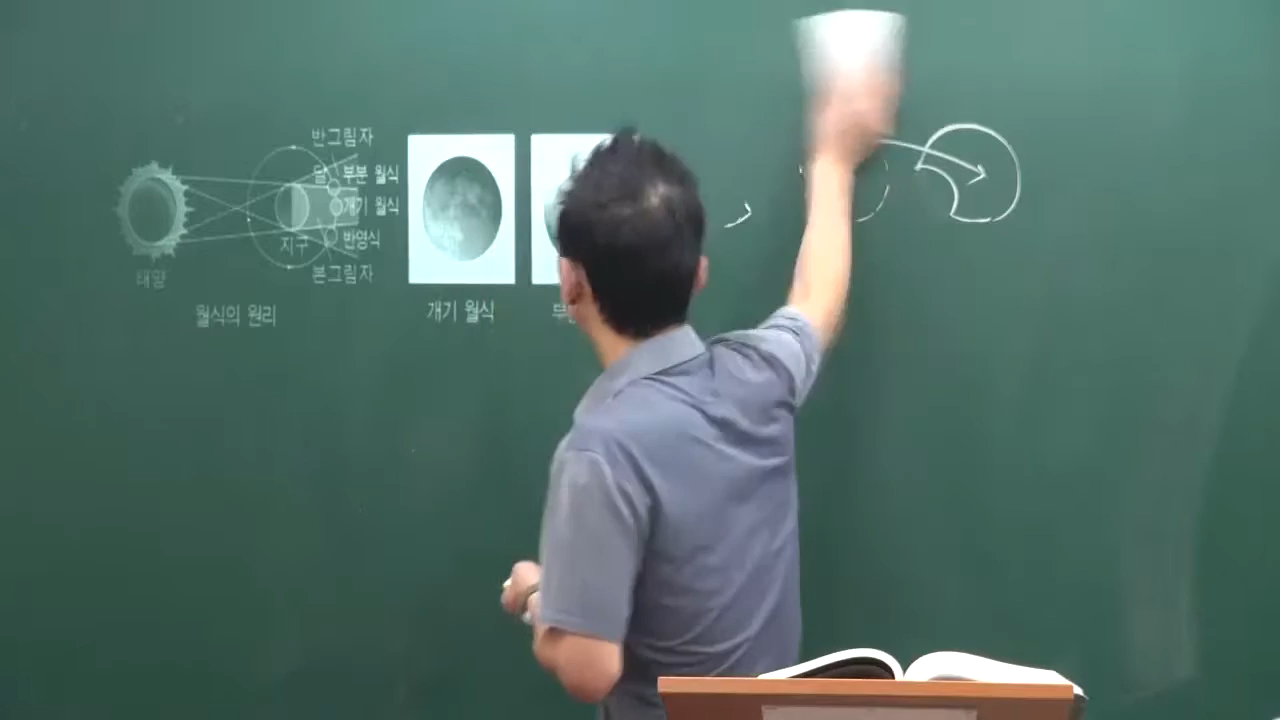 반그림자
달 부분 월식
개기 월식
지구 반영식
본그림자
태양
월식의 원리
개기 월식